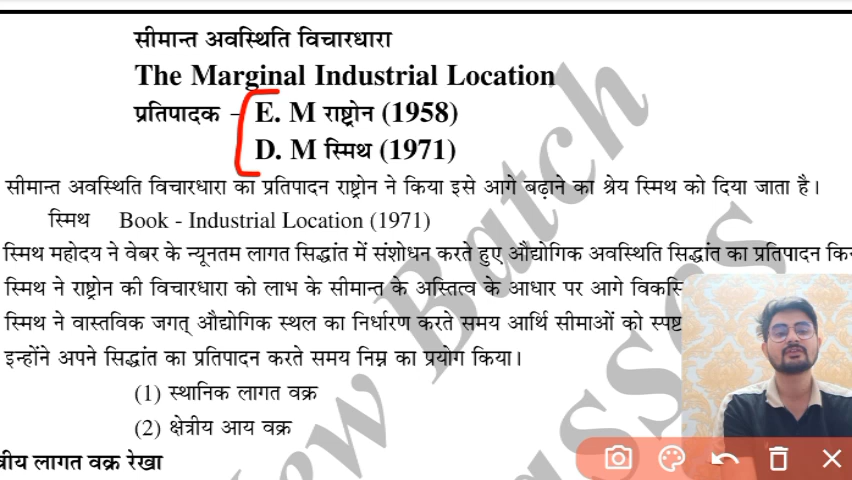 सीमान्त अवस्थिति विचारधारा
The Marginal Industrial Location
प्रतिपादक – E. M राष्ट्रोन (1958)
D. M स्मिथ (1971)
सीमान्त अवस्थिति विचारधारा का प्रतिपादन राष्ट्रोन ने किया इसे आगे बढ़ाने का श्रेय स्मिथ को दिया जाता है।
स्मिथ Book - Industrial Location (1971)
स्मिथ महोदय ने वेबर के न्यूनतम लागत सिद्धांत में संशोधन करते हुए औद्योगिक अवस्थिति सिद्धांत का प्रतिपादन
स्मिथ ने राष्ट्रोन की विचारधारा को लाभ के सीमान्त के अस्तित्व के आधार पर आगे
स्मिथ ने वास्तविक जगत् औद्योगिक स्थल का निर्धारण करते समय आर्थि सीमाओं को
इन्होंने अपने सिद्धांत का प्रतिपादन करते समय निम्न का प्रयोग किया।
(1) स्थानिक लागत वक्र
(2) क्षेत्रीय आय वक्र
लागत वक्र रेखा
New Batch